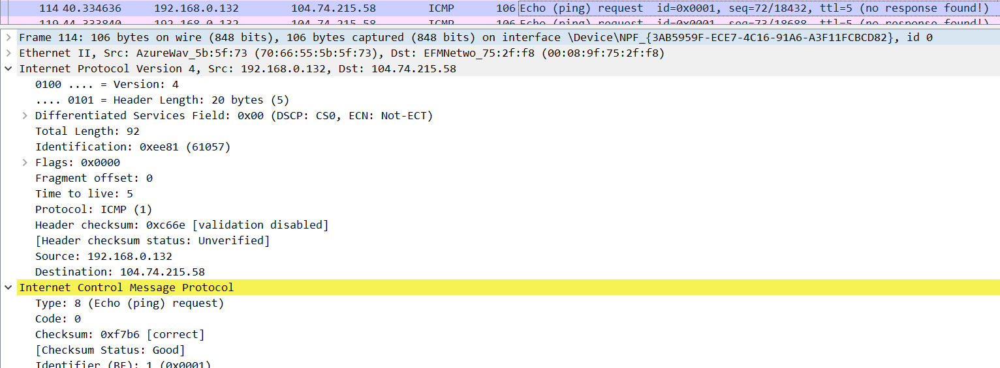 114 40.334636 192.168.0.132 104.74.215.58 ICMP 106 Echo (ping) request id=0x0001, seq=72/18432, ttl=5 (no response found!)
119 44.333840 192.168.0.132 104.74.215.58 ICMP 106 Echo (ping) request id=0x0001, seq=73/18688, ttl=5 (no response found!)
Frame 114: 106 bytes on wire (848 bits), 106 bytes captured (848 bits) on interface \Device\NPF_{3AB5959F-ECE7-4C16-91A6-A3F11FCBCD82}, id 0
Ethernet II, Src: AzureWav_5b:5f:73 (70:66:55:5b:5f:73), Dst: EFMNetwo_75:2f:f8 (00:08:9f:75:2f:f8)
Internet Protocol Version 4, Src: 192.168.0.132, Dst: 104.74.215.58
0100 .... = Version: 4
.... 0101 = Header Length: 20 bytes (5)
Differentiated Services Field: 0x00 (DSCP: CS0, ECN: Not-ECT)
Total Length: 92
Identification: 0xee81 (61057)
Flags: 0x0000
Fragment offset: 0
Time to live: 5
Protocol: ICMP (1)
Header checksum: 0xc66e [validation disabled]
[Header checksum status: Unverified]
Source: 192.168.0.132
Destination: 104.74.215.58
Internet Control Message Protocol
Type: 8 (Echo (ping) request)
Code: 0
Checksum: 0xf7b6 [correct]
[Checksum Status: Good]
Identifier (BE): 1 (0x0001)